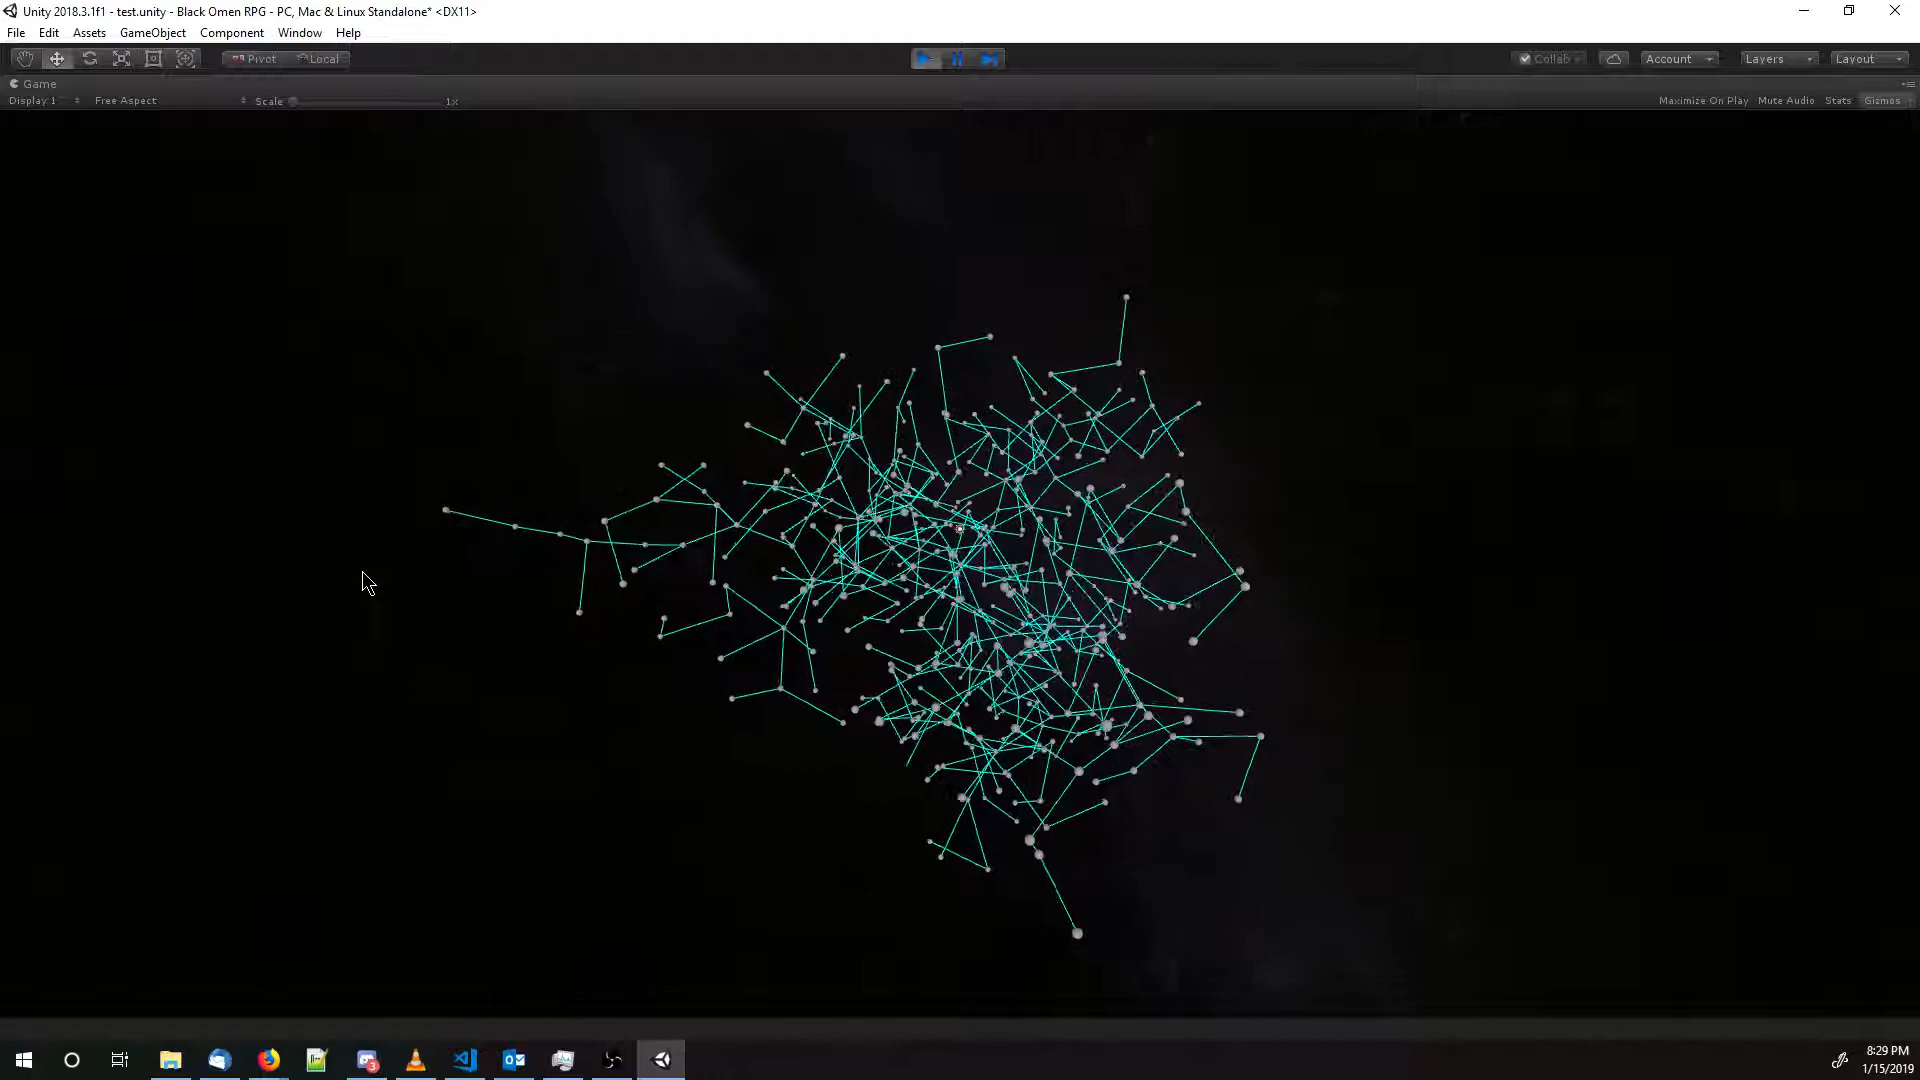 Unity 2018.3.1f1 - test.unity - Black Omen RPG - PC, Mac & Linux Standalone* <DX11>
File Edit Assets GameObject Component Window Help
Pivot Local Collab Account Layers Layout
Game
Display 1 Free Aspect Scale 1x Maximize On Play Mute Audio Stats Gizmos
3
8:29 PM
1/15/2019